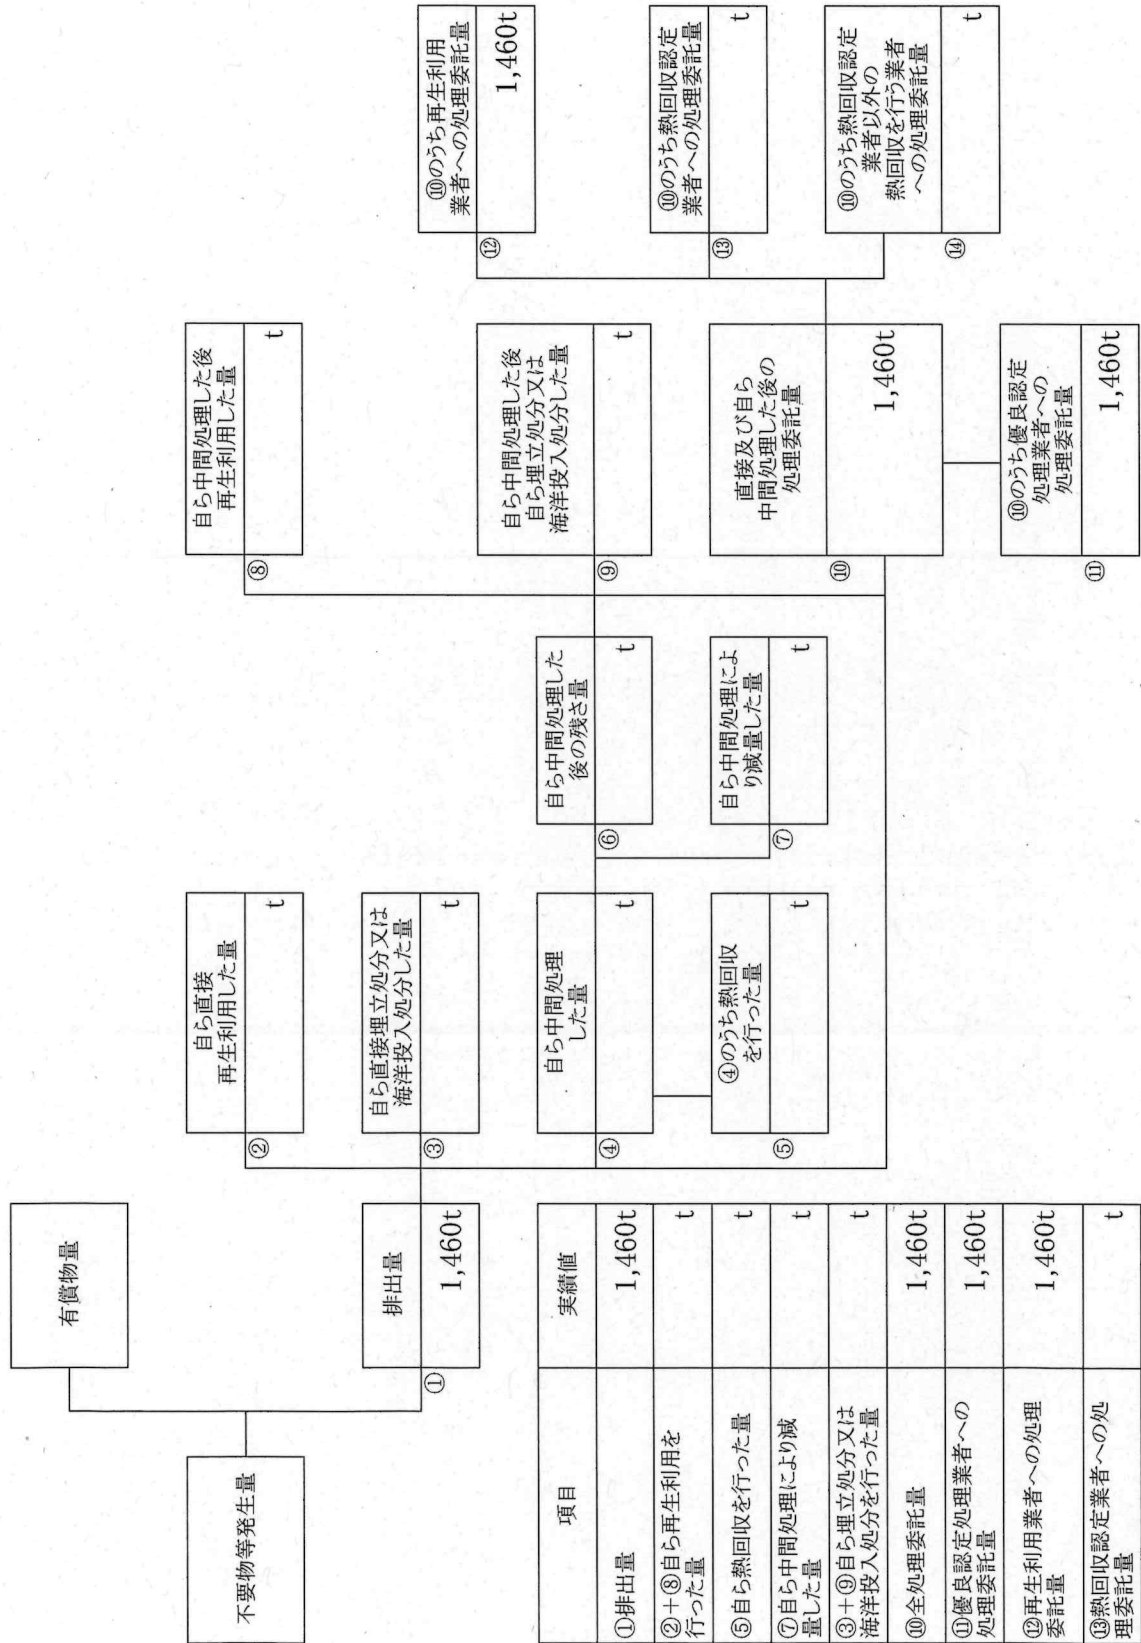 不要物等発生量
有償物量
①
排出量
1,460t
②
自ら直接
再生利用した量
t
③
自ら直接埋立処分又は
海洋投入処分した量
t
④
自ら中間処理
した量
t
⑤
④のうち熱回収
を行った量
t
⑥
自ら中間処理した
後の残さ量
t
⑦
自ら中間処理によ
り減量した量
t
⑧
自ら中間処理した後
再生利用した量
t
⑨
自ら中間処理した後
自ら埋立処分又は
海洋投入処分した量
t
⑩
直接及び自ら
中間処理した後の
処理委託量
1,460t
⑪
⑩のうち優良認定
処理業者への
処理委託量
1,460t
⑫
⑩のうち再生利用
業者への処理委託量
1,460t
⑬
⑩のうち熱回収認定
業者への処理委託量
t
⑭
⑩のうち熱回収認定
業者以外の
熱回収を行う業者
への処理委託量
t
項目 実績値
①排出量 1,460t
②+⑧自ら再生利用を
行った量 t
⑤自ら熱回収を行った量 t
⑦自ら中間処理により減
量した量 t
③+⑨自ら埋立処分又は
海洋投入処分を行った量 t
⑩全処理委託量 1,460t
⑪優良認定処理業者への
処理委託量 1,460t
⑫再生利用業者への処理
委託量 1,460t
⑬熱回収認定業者への処
理委託量 t